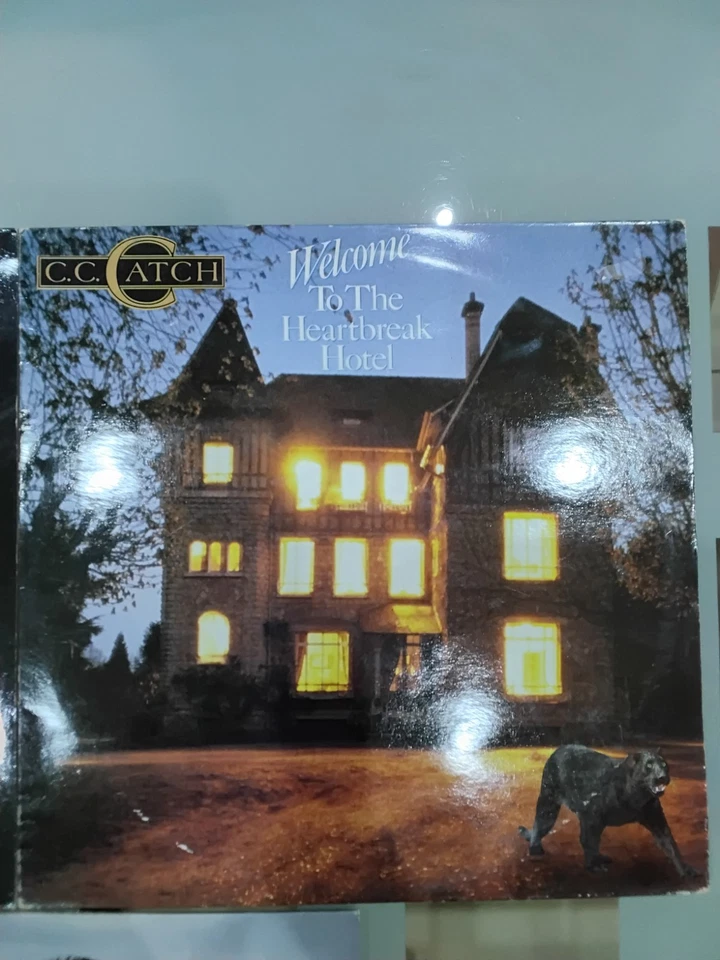 C.C. CATCH
Welcome
To The
Heartbreak
Hotel